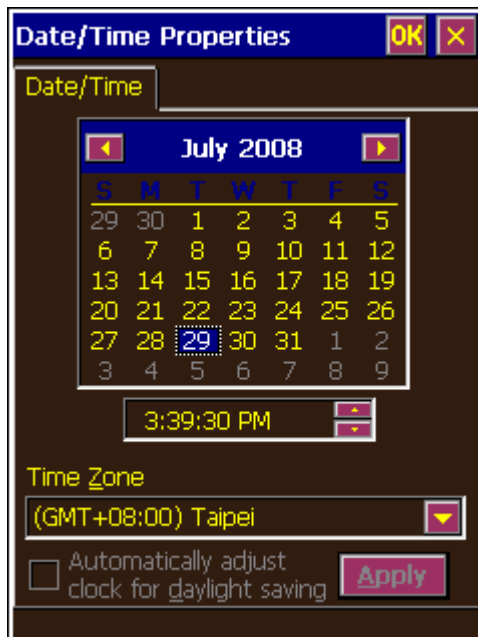 Date/Time Properties OK ×
Date/Time
July 2008
S M T W T F S
29 30 1 2 3 4 5
6 7 8 9 10 11 12
13 14 15 16 17 18 19
20 21 22 23 24 25 26
27 28 29 30 31 1 2
3 4 5 6 7 8 9
3:39:30 PM
Time Zone
(GMT+08:00) Taipei
Automatically adjust
clock for daylight saving
Apply